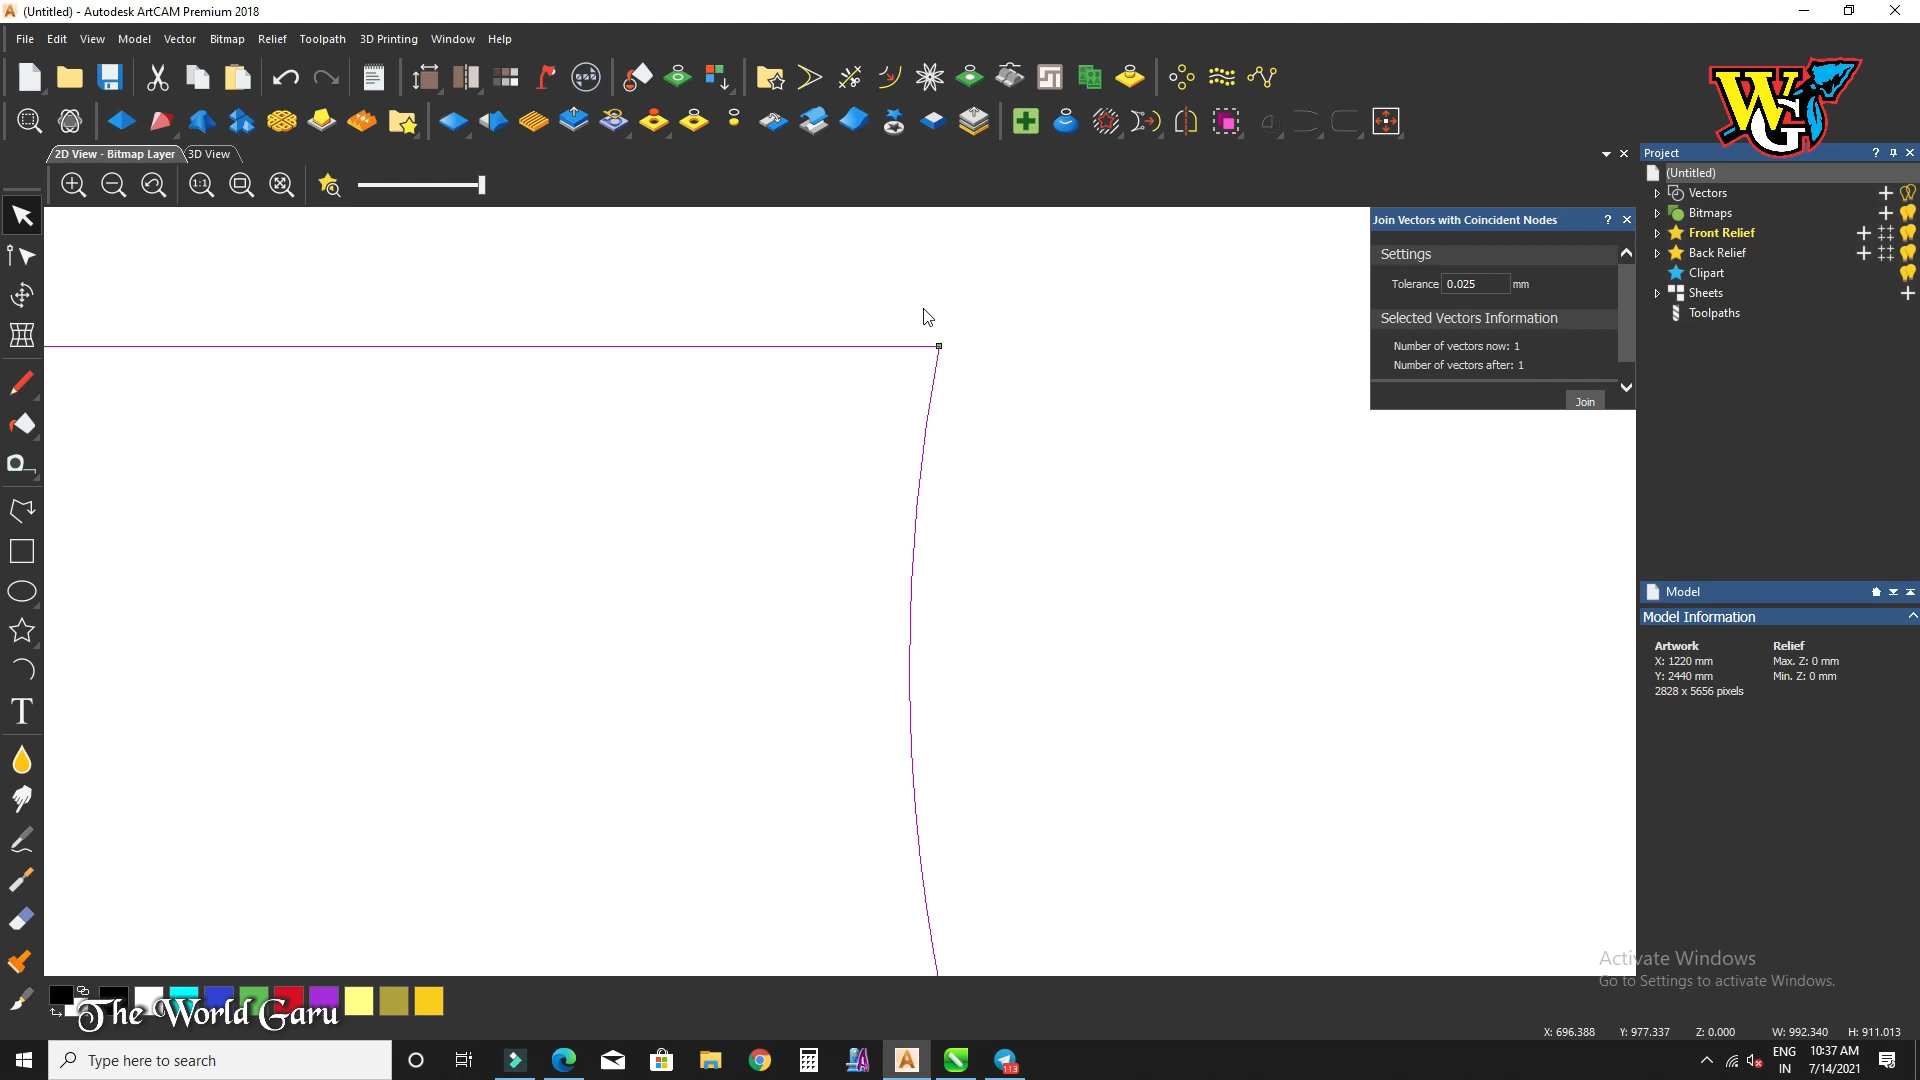 (Untitled) - Autodesk ArtCAM Premium 2018
File Edit View Model Vector Bitmap Relief Toolpath 3D Printing Window Help
WGS
2D View - Bitmap Layer 3D View
1:1
Join Vectors with Coincident Nodes
Settings
Tolerance 0.025 mm
Selected Vectors Information
Number of vectors now: 1
Number of vectors after: 1
Join
Project
(Untitled)
Vectors
Bitmaps
Front Relief
Back Relief
Clipart
Sheets
Toolpaths
Model
Model Information
Artwork Relief
X: 1220 mm Max. Z: 0 mm
Y: 2440 mm Min. Z: 0 mm
2828 x 5656 pixels
T
Activate Windows
Go to Settings to activate Windows.
The World Garu
X: 696.388 Y: 977.337 Z: 0.000 W: 992.340 H: 911.013
Type here to search
113
ENG
IN
10:37 AM
7/14/2021